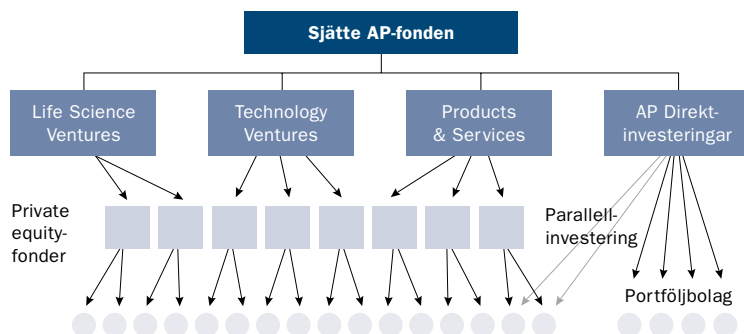 Sjätte AP-fonden
Life Science
Ventures
Technology
Ventures
Products
& Services
AP Direkt-
investeringar
Private
equity-
fonder
Parallell-
investering
Portföljbolag